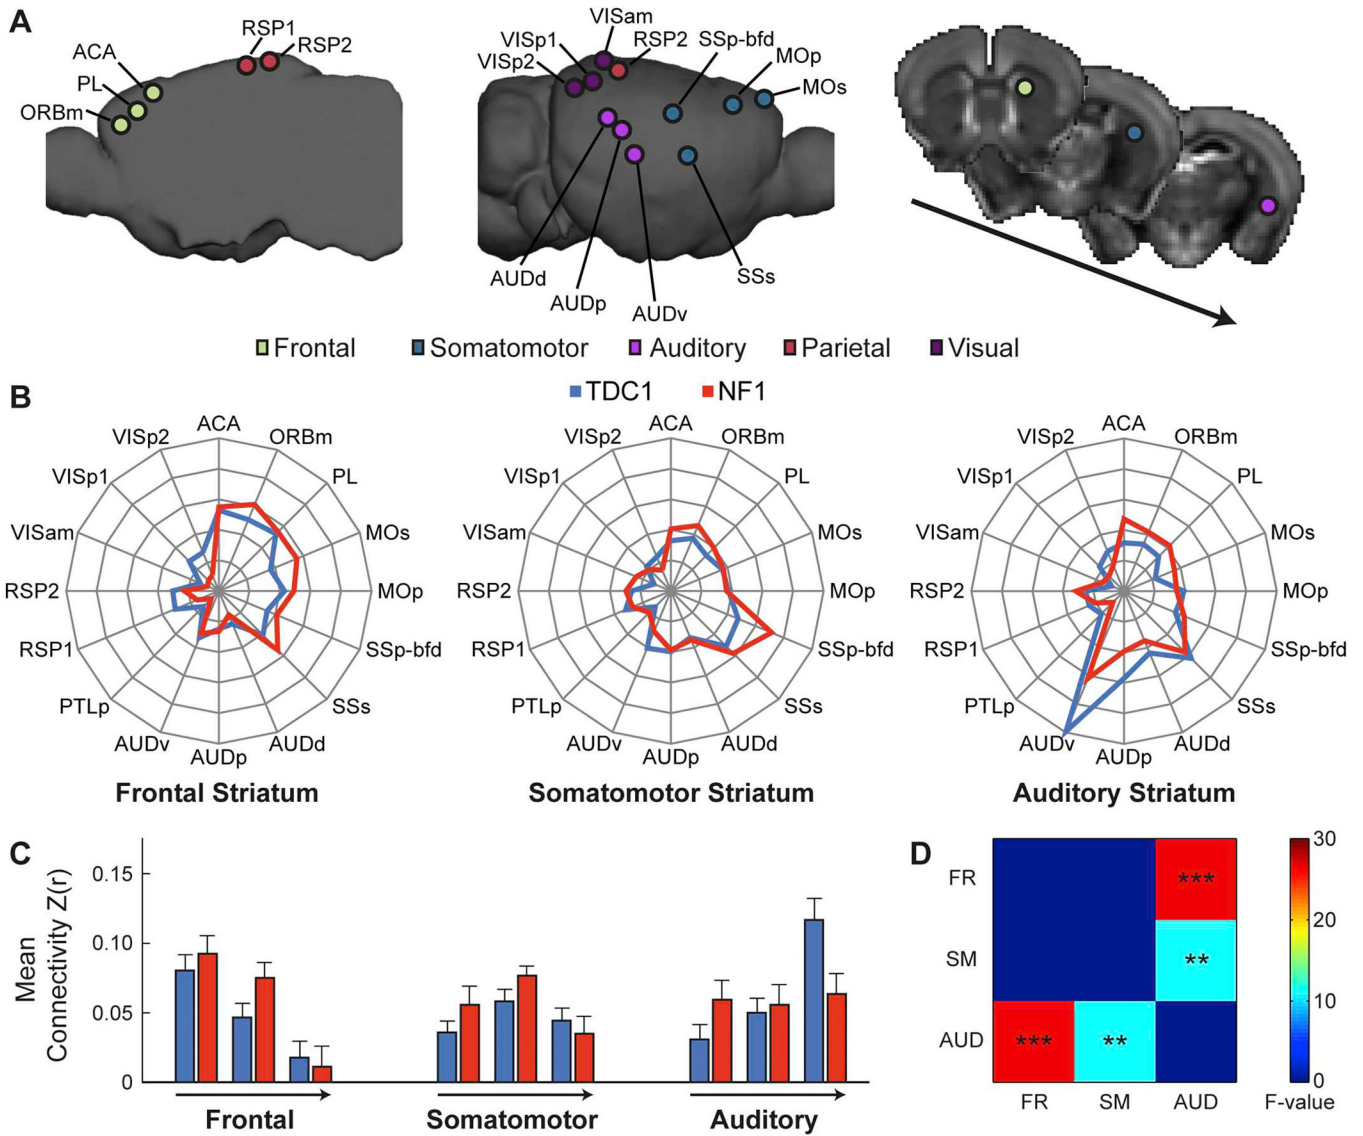 A
RSP1
RSP2
ACA
PL
ORBm
VISam
VISp1
RSP2
SSp-bfd
VISp2
MOp
MOs
AUDd
SSs
AUDp
AUDv
Frontal Somatomotor Auditory Parietal Visual
B
TDC1 NF1
ACA
VISp2 ORBm
VISp1 PL
VISam MOs
RSP2 MOp
RSP1 SSp-bfd
PTLp SSs
AUDv AUDd
AUDp
Frontal Striatum
ACA
VISp2 ORBm
VISp1 PL
VISam MOs
RSP2 MOp
RSP1 SSp-bfd
PTLp SSs
AUDv AUDd
AUDp
Somatomotor Striatum
ACA
VISp2 ORBm
VISp1 PL
VISam MOs
RSP2 MOp
RSP1 SSp-bfd
PTLp SSs
AUDv AUDd
AUDp
Auditory Striatum
C
Mean
Connectivity Z(r)
0.15
0.10
0.05
0
Frontal Somatomotor Auditory
D
FR *** 
SM **
AUD *** **
FR SM AUD
30
20
10
0
F-value